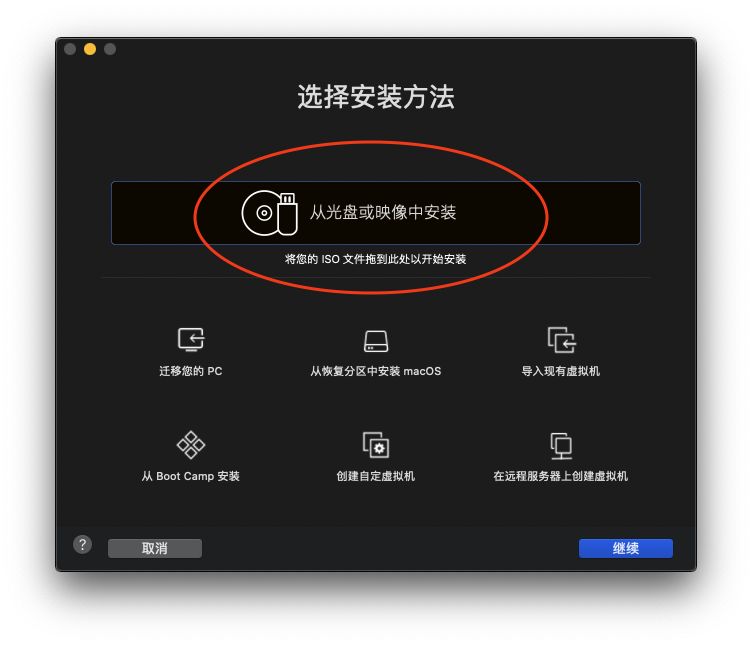 选择安装方法
从光盘或映像中安装
将您的 ISO 文件拖到此处以开始安装
迁移您的 PC
从恢复分区中安装 macOS
导入现有虚拟机
从 Boot Camp 安装
创建自定虚拟机
在远程服务器上创建虚拟机
?
取消
继续